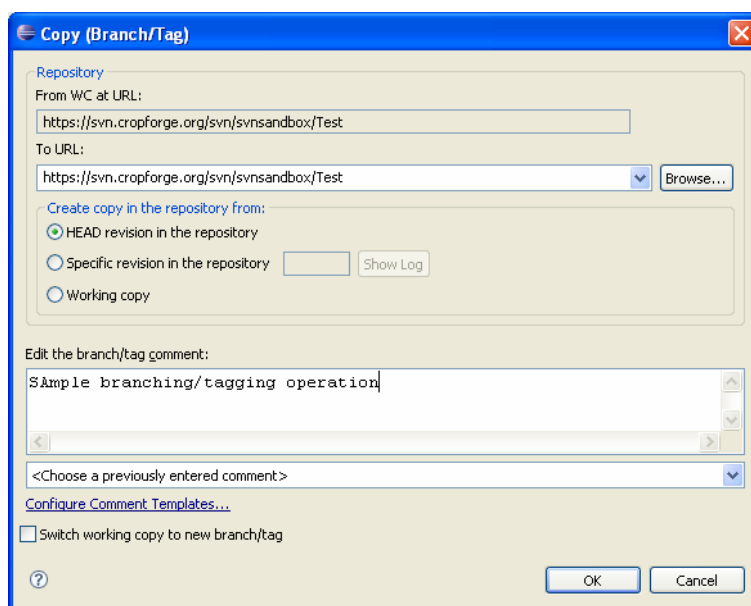 Copy (Branch/Tag)
Repository
From WC at URL:
https://svn.cropforge.org/svn/svnsandbox/Test
To URL:
https://svn.cropforge.org/svn/svnsandbox/Test
Browse...
Create copy in the repository from:
HEAD revision in the repository
Specific revision in the repository
Show Log
Working copy
Edit the branch/tag comment:
SAmple branching/tagging operation
<Choose a previously entered comment>
Configure Comment Templates...
Switch working copy to new branch/tag
?
OK
Cancel